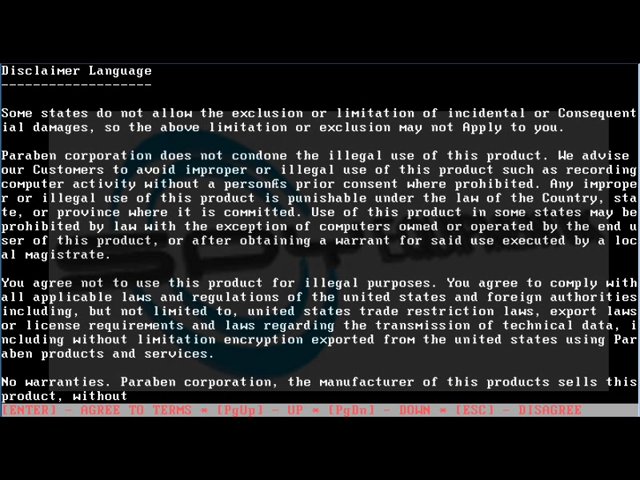 Disclaimer Language
-------------------
Some states do not allow the exclusion or limitation of incidental or Consequent
ial damages, so the above limitation or exclusion may not Apply to you.
Paraben corporation does not condone the illegal use of this product. We advise
our Customers to avoid improper or illegal use of this product such as recording
computer activity without a person's prior consent where prohibited. Any imprope
r or illegal use of this product is punishable under the law of the Country, sta
te, or province where it is committed. Use of this product in some states may be
prohibited by law with the exception of computers owned or operated by the end u
ser of this product, or after obtaining a warrant for said use executed by a loc
al magistrate.
You agree not to use this product for illegal purposes. You agree to comply with
all applicable laws and regulations of the united states and foreign authorities
including, but not limited to, united states trade restriction laws, export laws
or license requirements and laws regarding the transmission of technical data, i
ncluding without limitation encryption exported from the united states using Par
aben products and services.
No warranties. Paraben corporation, the manufacturer of this products sells this
product, without
[ENTER] - AGREE TO TERMS * [PgUp] - UP * [PgDn] - DOWN * [ESC] - DISAGREE